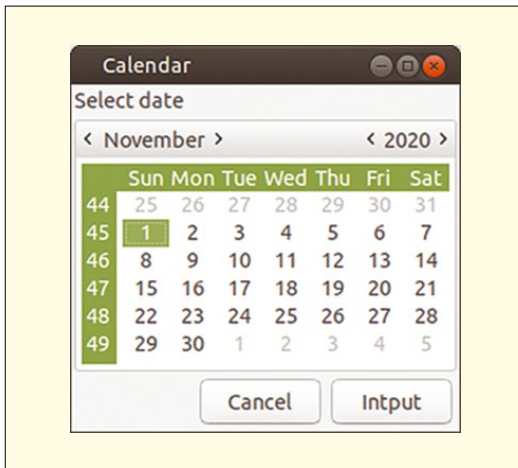 Calendar
Select date
< November > < 2020 >
Sun Mon Tue Wed Thu Fri Sat
44 25 26 27 28 29 30 31
45 1 2 3 4 5 6 7
46 8 9 10 11 12 13 14
47 15 16 17 18 19 20 21
48 22 23 24 25 26 27 28
49 29 30 1 2 3 4 5
Cancel Intput